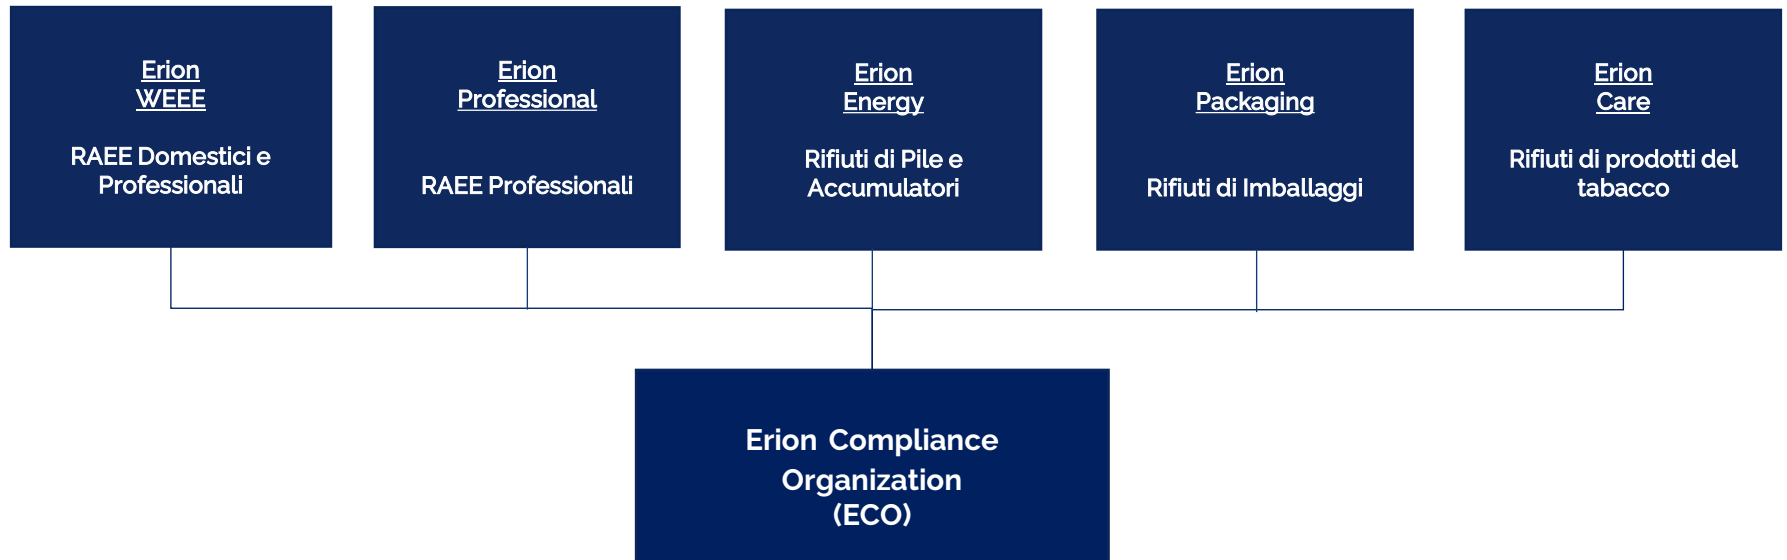 Erion
WEEE
RAEE Domestici e
Professionali
Erion
Professional
RAEE Professionali
Erion
Energy
Rifiuti di Pile e
Accumulatori
Erion
Packaging
Rifiuti di Imballaggi
Erion
Care
Rifiuti di prodotti del
tabacco
Erion Compliance
Organization
(ECO)